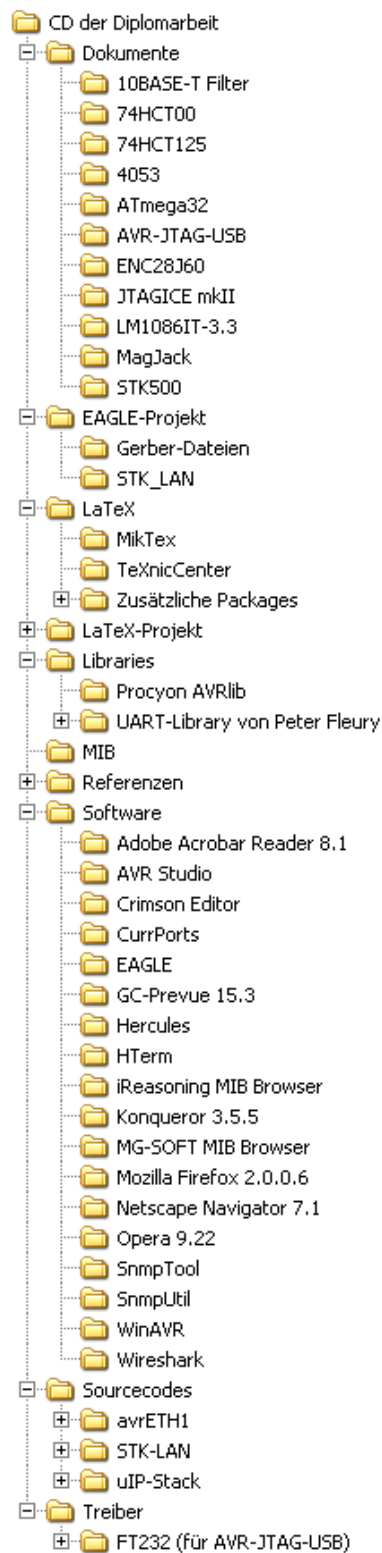 CD der Diplomarbeit
Dokumente
10BASE-T Filter
74HCT00
74HCT125
4053
ATmega32
AVR-JTAG-USB
ENC28J60
JTAGICE mkII
LM1086IT-3.3
MagJack
STK500
EAGLE-Projekt
Gerber-Dateien
STK_LAN
LaTeX
MikTex
TeXnicCenter
Zusätzliche Packages
LaTeX-Projekt
Libraries
Procyon AVRlib
UART-Library von Peter Fleury
MIB
Referenzen
Software
Adobe Acrobar Reader 8.1
AVR Studio
Crimson Editor
CurrPorts
EAGLE
GC-Prevue 15.3
Hercules
HTerm
iReasoning MIB Browser
Konqueror 3.5.5
MG-SOFT MIB Browser
Mozilla Firefox 2.0.0.6
Netscape Navigator 7.1
Opera 9.22
SnmpTool
SnmpUtil
WinAVR
Wireshark
Sourcecodes
avrETH1
STK-LAN
uIP-Stack
Treiber
FT232 (für AVR-JTAG-USB)